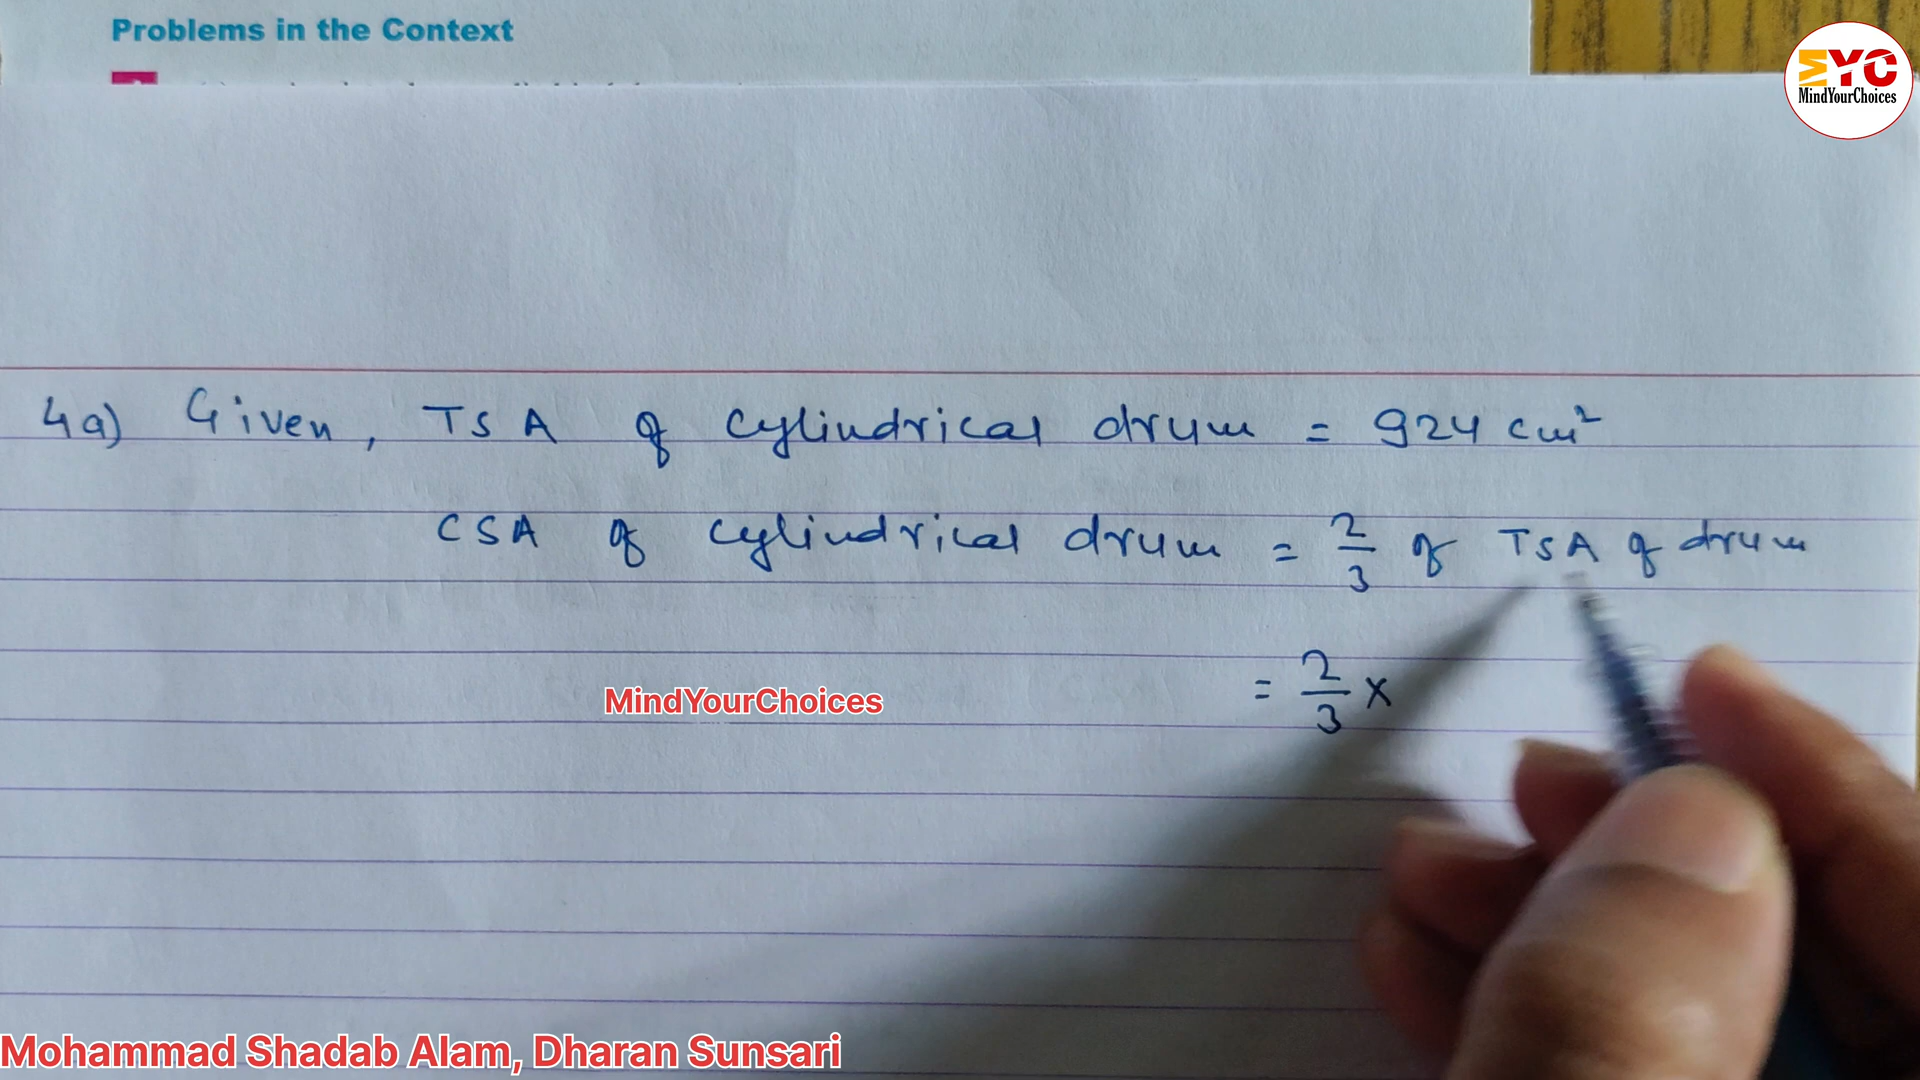 Problems in the Context
MYC
MindYourChoices
4a) Given, TSA of cylindrical drum = 924 cm²
CSA of cylindrical drum = 2/3 of TSA of drum
= 2/3 x
MindYourChoices
Mohammad Shadab Alam, Dharan Sunsari